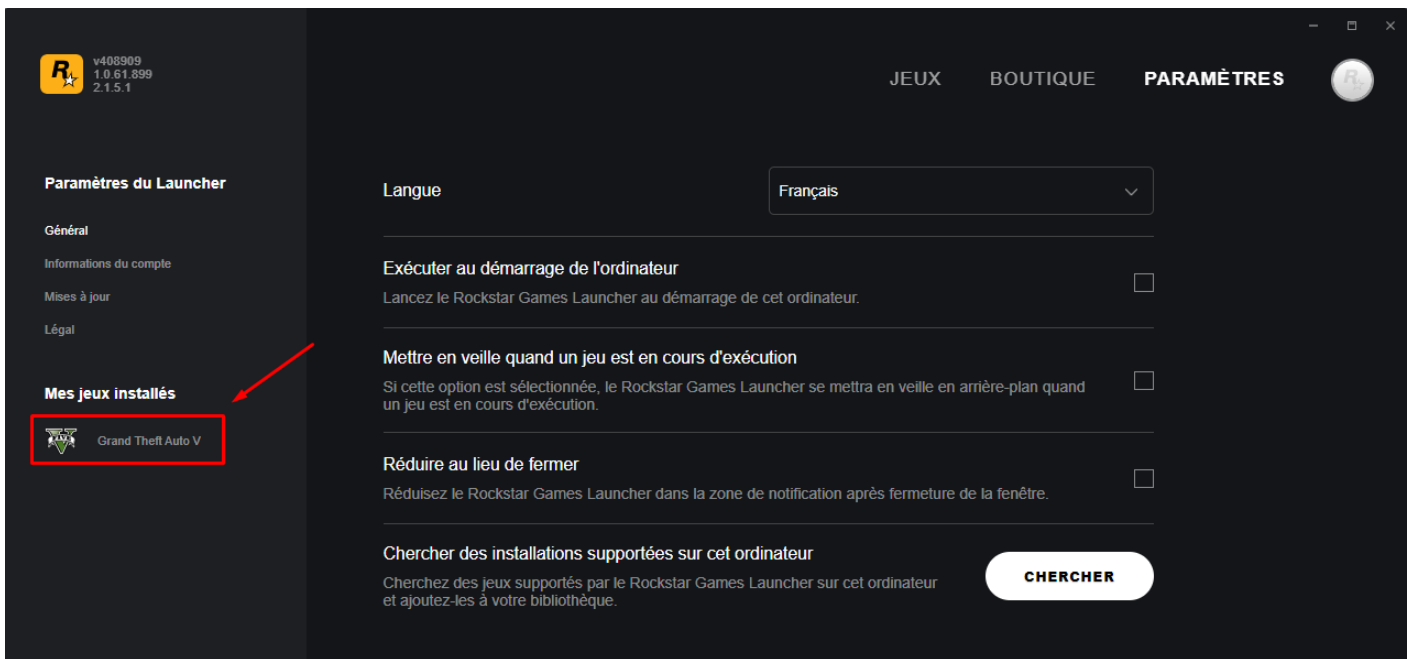 v408909
1.0.61.899
2.1.5.1
JEUX BOUTIQUE PARAMÈTRES
Paramètres du Launcher
Général
Informations du compte
Mises à jour
Légal
Mes jeux installés
Grand Theft Auto V
Langue
Français
Exécuter au démarrage de l'ordinateur
Lancez le Rockstar Games Launcher au démarrage de cet ordinateur.
Mettre en veille quand un jeu est en cours d'exécution
Si cette option est sélectionnée, le Rockstar Games Launcher se mettra en veille en arrière-plan quand
un jeu est en cours d'exécution.
Réduire au lieu de fermer
Réduisez le Rockstar Games Launcher dans la zone de notification après fermeture de la fenêtre.
Chercher des installations supportées sur cet ordinateur
Cherchez des jeux supportés par le Rockstar Games Launcher sur cet ordinateur
et ajoutez-les à votre bibliothèque.
CHERCHER